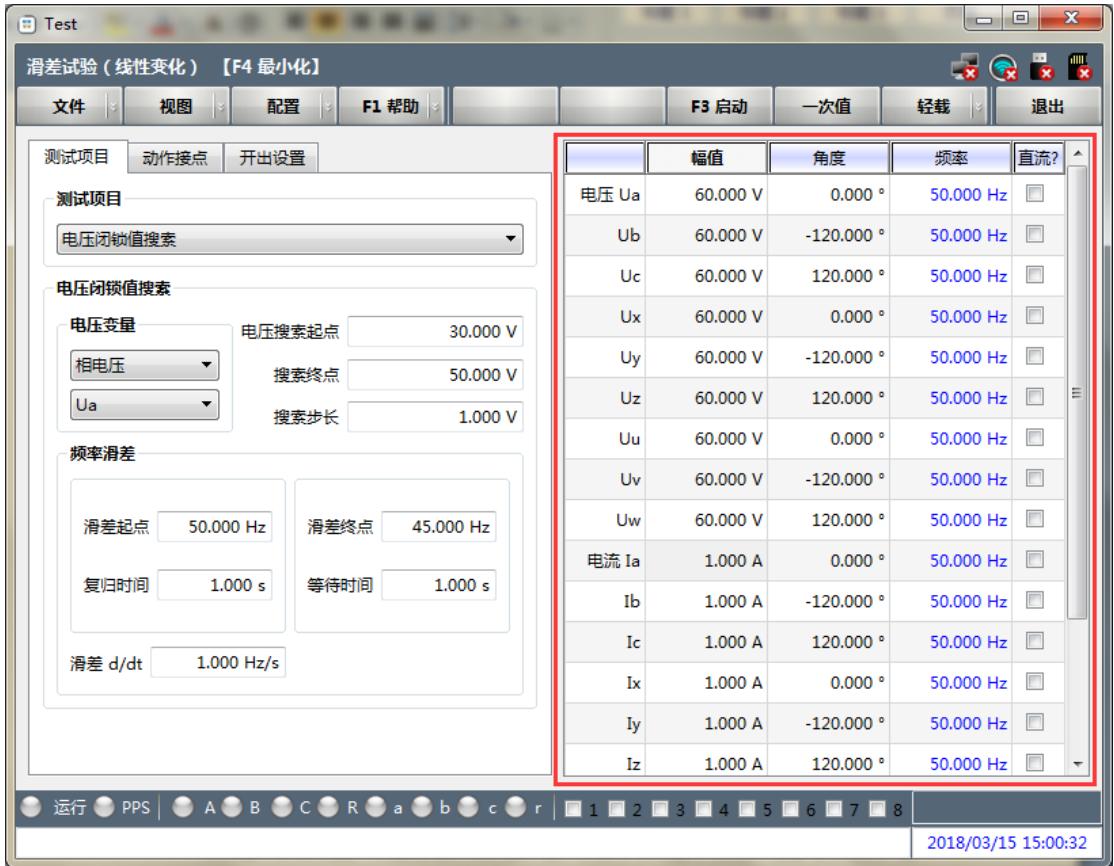 Test
滑差试验（线性变化） 【F4 最小化】
文件 视图 配置 F1 帮助 F3 启动 一次值 轻载 退出
测试项目 动作接点 开出设置
测试项目
电压闭锁值搜索
电压闭锁值搜索
电压变量
相电压
Ua
电压搜索起点 30.000 V
搜索终点 50.000 V
搜索步长 1.000 V
频率滑差
滑差起点 50.000 Hz 滑差终点 45.000 Hz
复归时间 1.000 s 等待时间 1.000 s
滑差 d/dt 1.000 Hz/s
幅值 角度 频率 直流?
电压 Ua 60.000 V 0.000 ° 50.000 Hz
Ub 60.000 V -120.000 ° 50.000 Hz
Uc 60.000 V 120.000 ° 50.000 Hz
Ux 60.000 V 0.000 ° 50.000 Hz
Uy 60.000 V -120.000 ° 50.000 Hz
Uz 60.000 V 120.000 ° 50.000 Hz
Uu 60.000 V 0.000 ° 50.000 Hz
Uv 60.000 V -120.000 ° 50.000 Hz
Uw 60.000 V 120.000 ° 50.000 Hz
电流 Ia 1.000 A 0.000 ° 50.000 Hz
Ib 1.000 A -120.000 ° 50.000 Hz
Ic 1.000 A 120.000 ° 50.000 Hz
Ix 1.000 A 0.000 ° 50.000 Hz
Iy 1.000 A -120.000 ° 50.000 Hz
Iz 1.000 A 120.000 ° 50.000 Hz
运行 PPS A B C R a b c r 1 2 3 4 5 6 7 8
2018/03/15 15:00:32